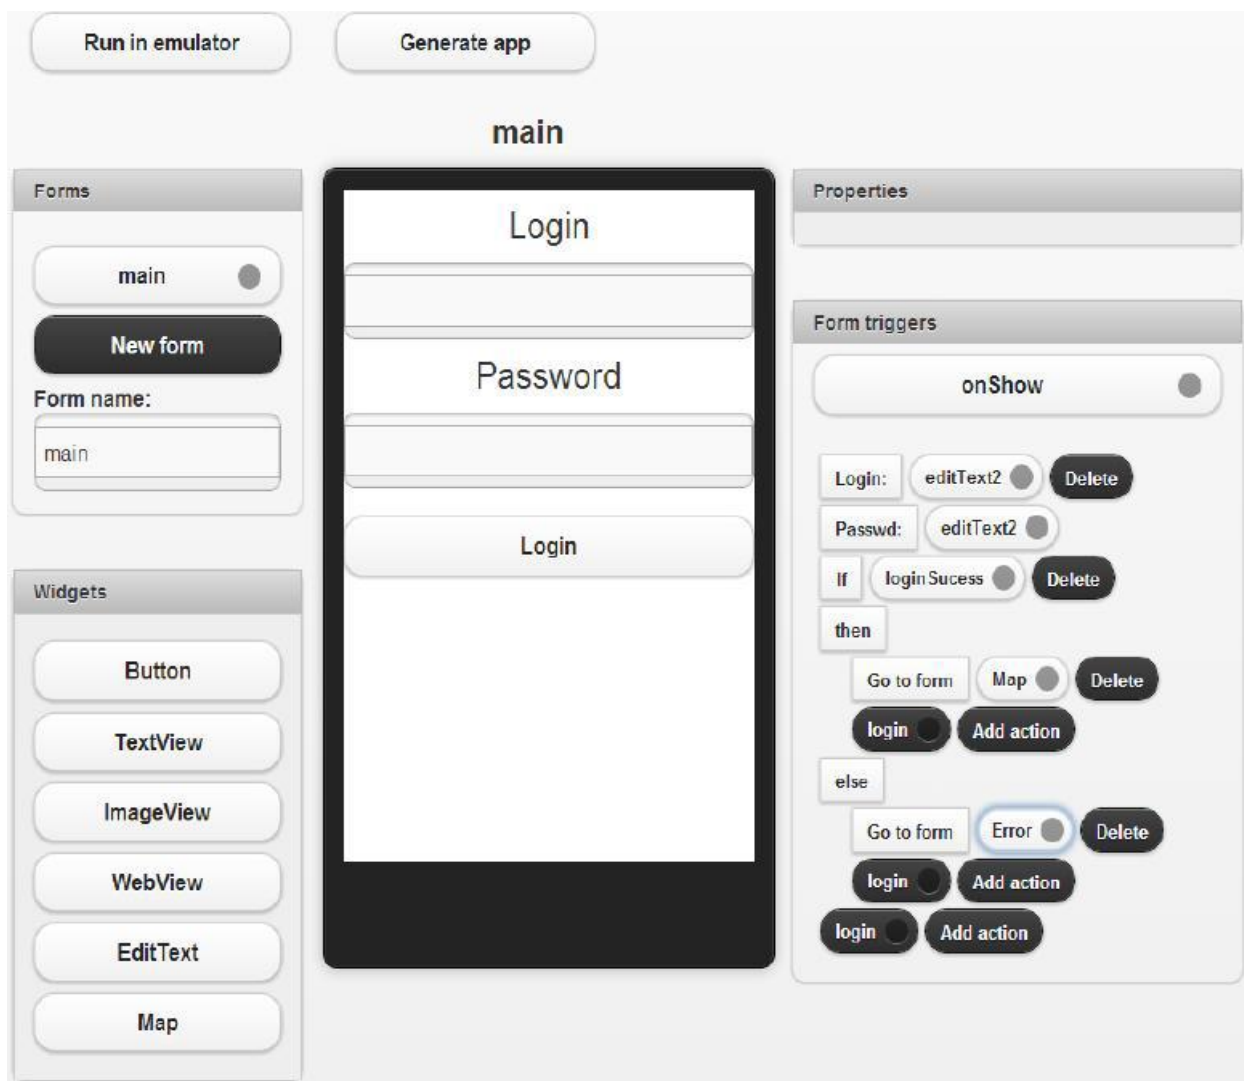 Run in emulator
Generate app
main
Forms
main
New form
Form name:
main
Widgets
Button
TextView
ImageView
WebView
EditText
Map
Login
Password
Login
Properties
Form triggers
onShow
Login: editText2 Delete
Passwd: editText2
If loginSucess Delete
then
Go to form Map Delete
login Add action
else
Go to form Error Delete
login Add action
login Add action